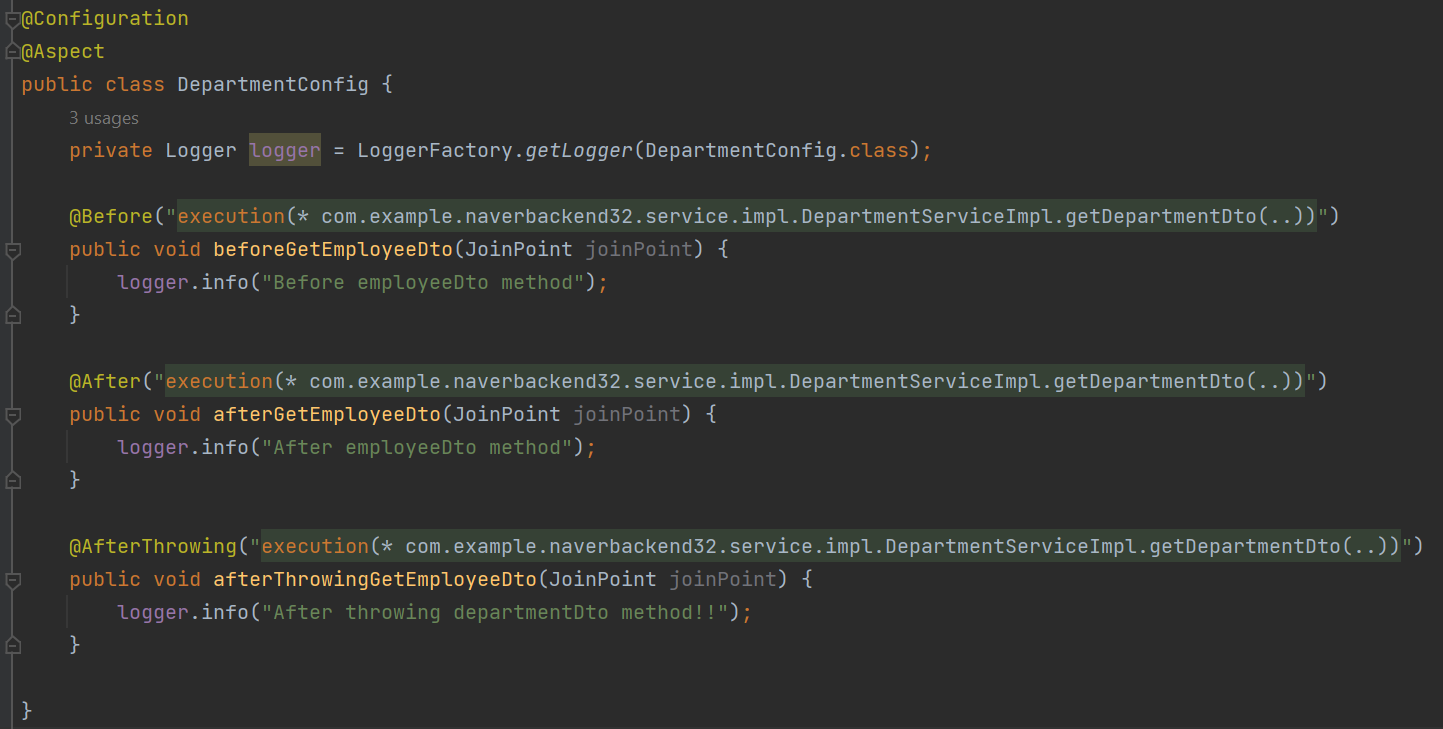 @Configuration
@Aspect
public class DepartmentConfig {
3 usages
private Logger logger = LoggerFactory.getLogger(DepartmentConfig.class);
@Before("execution(* com.example.naverbackend32.service.impl.DepartmentServiceImpl.getDepartmentDto(..))")
public void beforeGetEmployeeDto(JoinPoint joinPoint) {
logger.info("Before employeeDto method");
}
@After("execution(* com.example.naverbackend32.service.impl.DepartmentServiceImpl.getDepartmentDto(..))")
public void afterGetEmployeeDto(JoinPoint joinPoint) {
logger.info("After employeeDto method");
}
@AfterThrowing("execution(* com.example.naverbackend32.service.impl.DepartmentServiceImpl.getDepartmentDto(..))")
public void afterThrowingGetEmployeeDto(JoinPoint joinPoint) {
logger.info("After throwing departmentDto method!!");
}
}